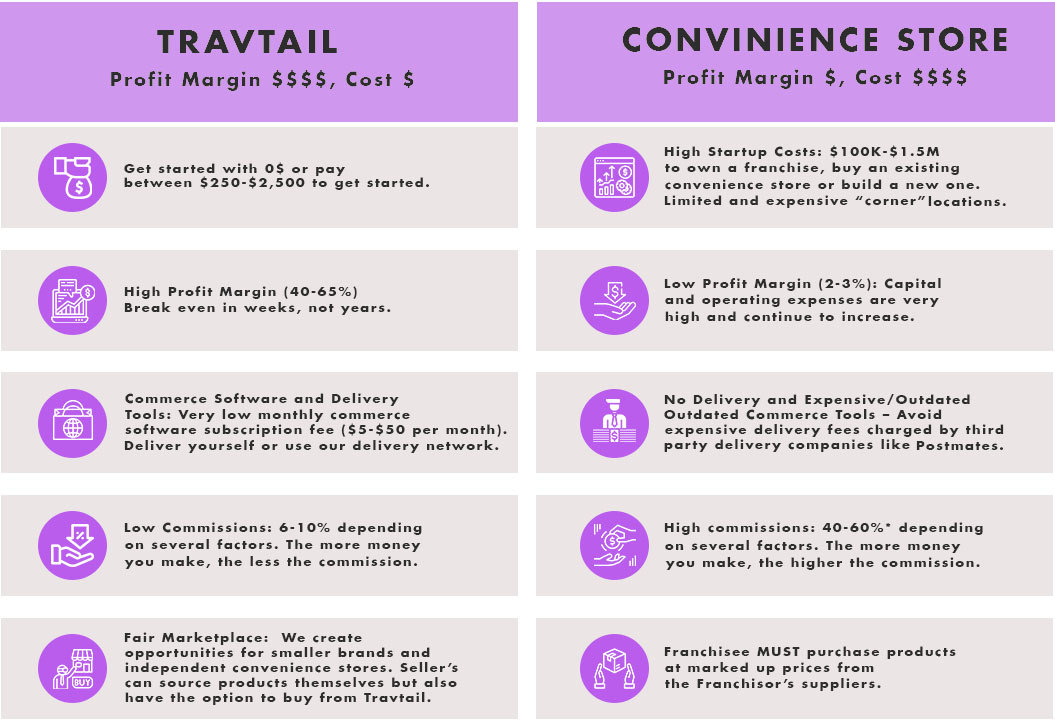 TRAVTAIL
Profit Margin $$$$, Cost $
Get started with 0$ or pay
between $250-$2,500 to get started.
High Profit Margin (40-65%)
Break even in weeks, not years.
Commerce Software and Delivery
Tools: Very low monthly commerce
software subscription fee ($5-$50 per month).
Deliver yourself or use our delivery network.
Low Commissions: 6-10% depending
on several factors. The more money
you make, the less the commission.
Fair Marketplace:  We create
opportunities for smaller brands and
independent convenience stores. Seller's
can source products themselves but also
have the option to buy from Travtail.
BUY
CONVINIENCE STORE
Profit Margin $, Cost $$$$
High Startup Costs: $100K-$1.5M
to own a franchise, buy an existing
convenience store or build a new one.
Limited and expensive “corner”locations.
Low Profit Margin (2-3%): Capital
and operating expenses are very
high and continue to increase.
No Delivery and Expensive/Outdated
Outdated Commerce Tools – Avoid
expensive delivery fees charged by third
party delivery companies like Postmates.
High commissions: 40-60%* depending
on several factors. The more money
you make, the higher the commission.
Franchisee MUST purchase products
at marked up prices from
the Franchisor's suppliers.